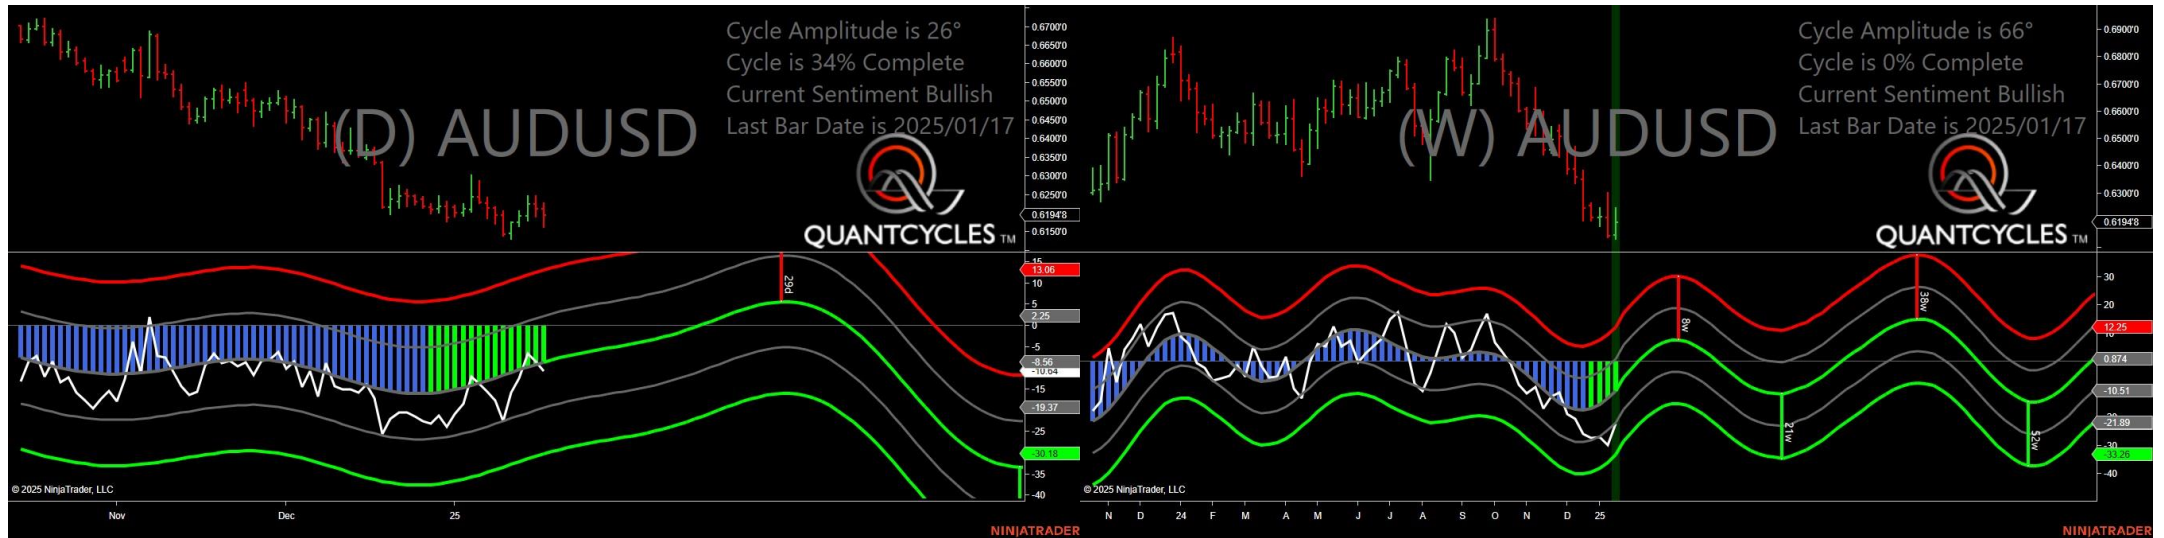 Cycle Amplitude is 26°
Cycle is 34% Complete
Current Sentiment Bullish
Last Bar Date is 2025/01/17
(D) AUDUSD
QUANTCYCLES TM
0.6700'0
0.6650'0
0.6600'0
0.6550'0
0.6500'0
0.6450'0
0.6400'0
0.6350'0
0.6300'0
0.6250'0
0.6194'8
0.6150'0
29d
15
13.06
10
5
2.25
0
-5
-8.56
-10.64
-15
-19.37
-25
-30.18
-35
-40
© 2025 NinjaTrader, LLC
Nov Dec 25
NINJATRADER
Cycle Amplitude is 66°
Cycle is 0% Complete
Current Sentiment Bullish
Last Bar Date is 2025/01/17
(W) AUDUSD
QUANTCYCLES TM
0.6900'0
0.6800'0
0.6700'0
0.6600'0
0.6500'0
0.6400'0
0.6300'0
0.6194'8
8w
21w
38w
52w
30
20
12.25
0.874
-10.51
-21.89
-30
-33.26
-40
© 2025 NinjaTrader, LLC
N D 24 F M A M J J A S O N D 25
NINJATRADER